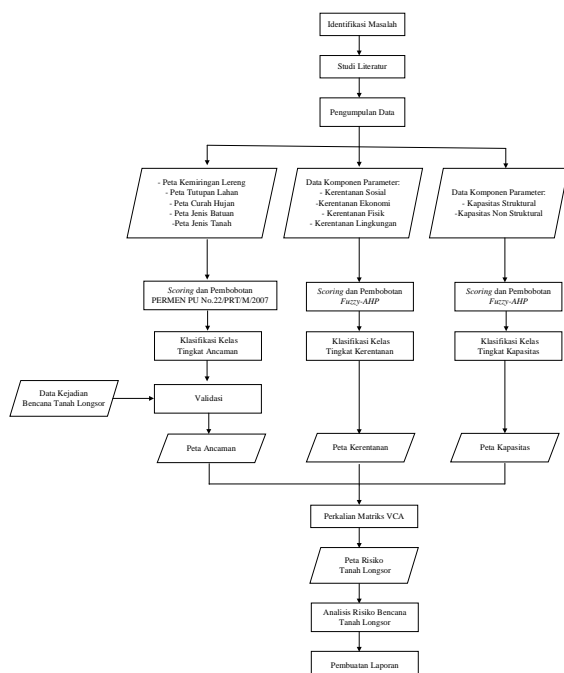 Identifikasi Masalah
Studi Literatur
Pengumpulan Data
- Peta Kemiringan Lereng
- Peta Tutupan Lahan
- Peta Curah Hujan
- Peta Jenis Batuan
-Peta Jenis Tanah
Data Komponen Parameter:
- Kerentanan Sosial
-Kerentanan Ekonomi
- Kerentanan Fisik
- Kerentanan Lingkungan
Data Komponen Parameter:
- Kapasitas Struktural
-Kapasitas Non Struktural
Scoring dan Pembobotan
PERMEN PU No.22/PRT/M/2007
Scoring dan Pembobotan
Fuzzy-AHP
Scoring dan Pembobotan
Fuzzy-AHP
Klasifikasi Kelas
Tingkat Ancaman
Klasifikasi Kelas
Tingkat Kerentanan
Klasifikasi Kelas
Tingkat Kapasitas
Data Kejadian
Bencana Tanah Longsor
Validasi
Peta Ancaman
Peta Kerentanan
Peta Kapasitas
Perkalian Matriks VCA
Peta Risiko
Tanah Longsor
Analisis Risiko Bencana
Tanah Longsor
Pembuatan Laporan